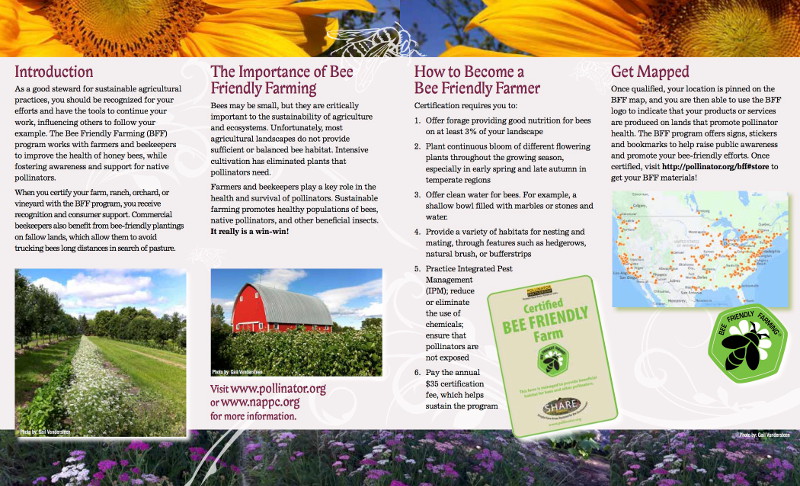 Introduction
As a good steward for sustainable agricultural
practices, you should be recognized for your
efforts and have the tools to continue your
work, influencing others to follow your
example. The Bee Friendly Farming (BFF)
program works with farmers and beekeepers
to improve the health of honey bees, while
fostering awareness and support for native
pollinators.
When you certify your farm, ranch, orchard, or
vineyard with the BFF program, you receive
recognition and consumer support. Commercial
beekeepers also benefit from bee-friendly plantings
on fallow lands, which allow them to avoid
trucking bees long distances in search of pasture.
Photo by: Gail Vanderstom
The Importance of Bee
Friendly Farming
Bees may be small, but they are critically
important to the sustainability of agriculture
and ecosystems. Unfortunately, most
agricultural landscapes do not provide
sufficient or balanced bee habitat. Intensive
cultivation has eliminated plants that
pollinators need.
Farmers and beekeepers play a key role in the
health and survival of pollinators. Sustainable
farming promotes healthy populations of bees,
native pollinators, and other beneficial insects.
It really is a win-win!
Photo by: Gail
Visit www.pollinator.org
or www.nappc.org
for more information.
How to Become a
Bee Friendly Farmer
Certification requires you to:
1. Offer forage providing good nutrition for bees
on at least 3% of your landscape
2. Plant continuous bloom of different flowering
plants throughout the growing season,
especially in early spring and late autumn in
temperate regions
3. Offer clean water for bees. For example, a
shallow bowl filled with marbles or stones and
water.
4. Provide a variety of habitats for nesting and
mating, through features such as hedgerows,
natural brush, or bufferstrips
5. Practice Integrated Pest
Management
(IPM); reduce
or eliminate
the use of
chemicals;
ensure that
pollinators are
not exposed
6. Pay the annual
$35 certification
fee, which helps
sustain the program
Certified
BEE FRIENDLY
Farm
SHARE
Get Mapped
Once qualified, your location is pinned on the
BFF map, and you are then able to use the BFF
logo to indicate that your products or services
are produced on lands that promote pollinator
health. The BFF program offers signs, stickers
and bookmarks to help raise public awareness
and promote your bee-friendly efforts. Once
certified, visit http://pollinator.org/bff#store to
get your BFF materials!
BEE FRIENDLY FARMING
Photo by: Gail